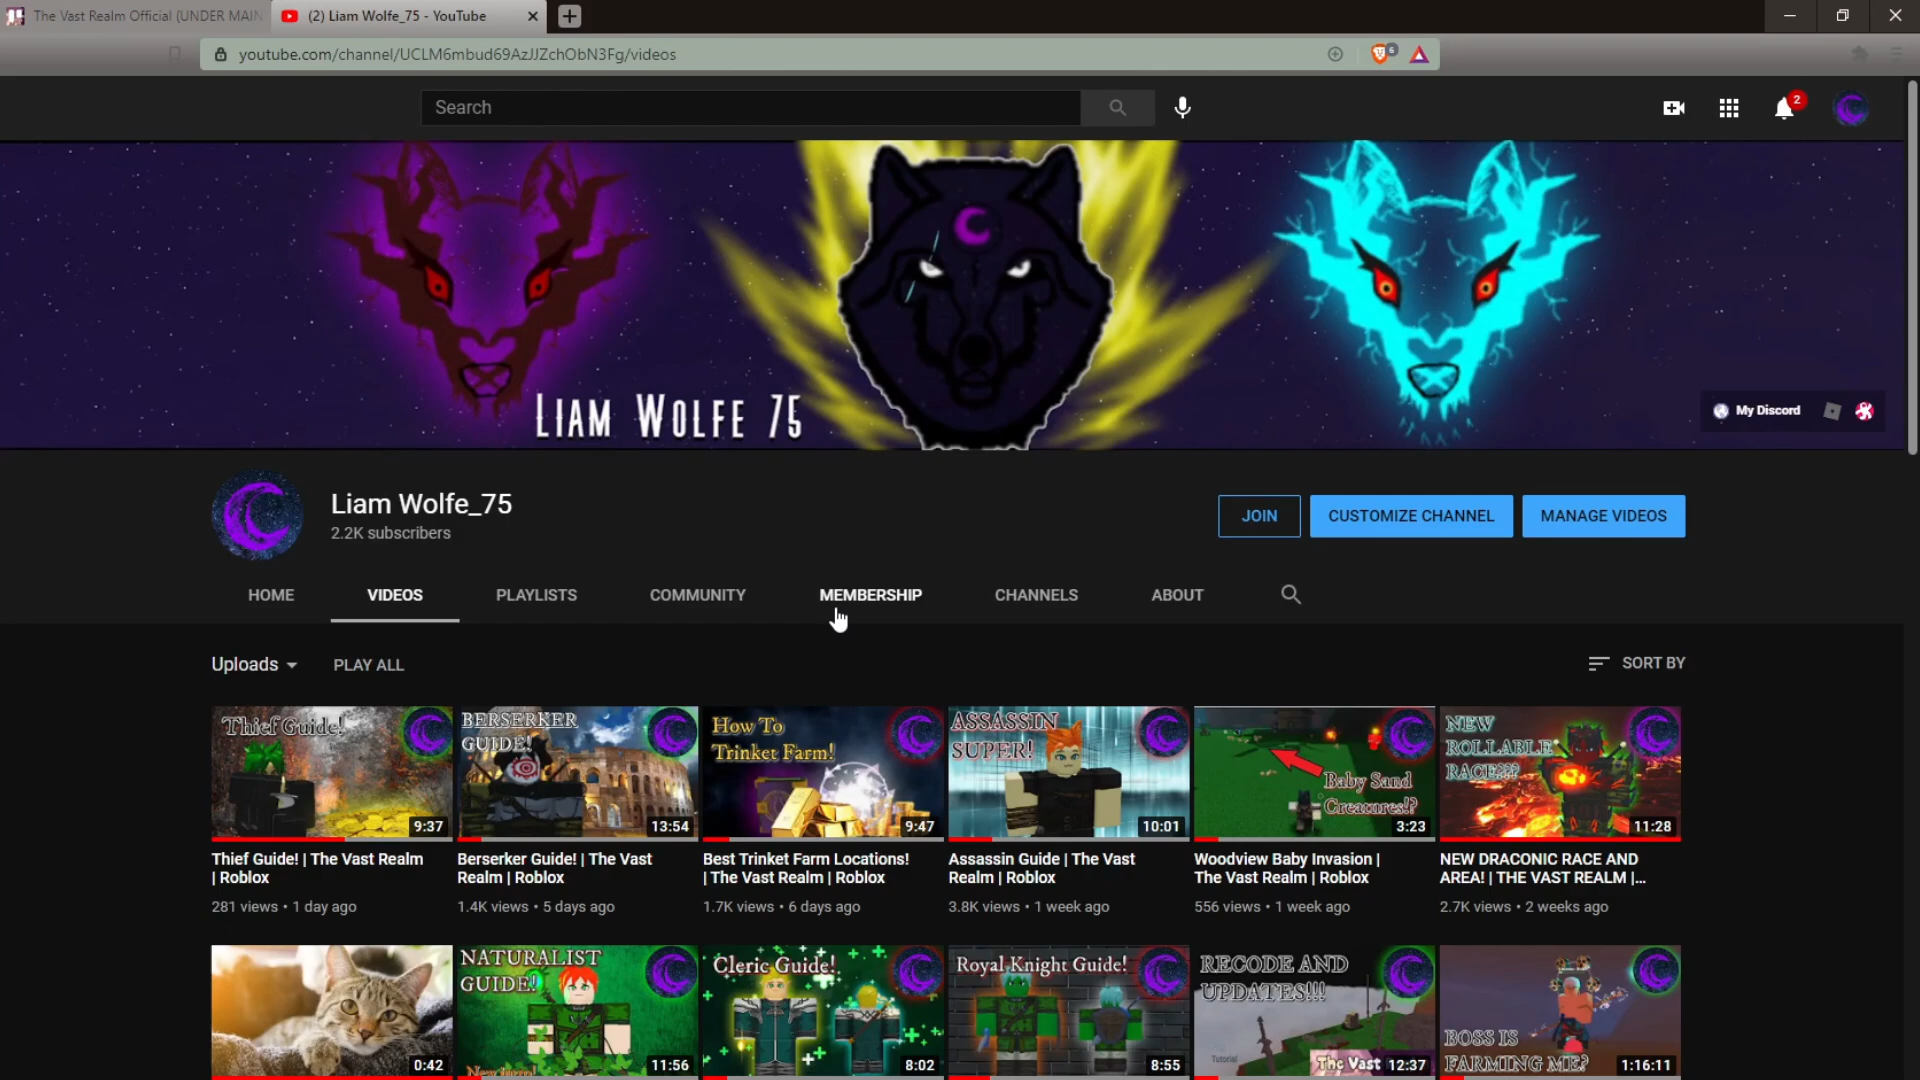 The Vast Realm Official (UNDER MAIN
(2) Liam Wolfe_75 - YouTube
youtube.com/channel/UCLM6mbud69AzJJZchObN3Fg/videos
6
Search
2
LIAM WOLFE 75
My Discord
Liam Wolfe_75
2.2K subscribers
JOIN
CUSTOMIZE CHANNEL
MANAGE VIDEOS
HOME
VIDEOS
PLAYLISTS
COMMUNITY
MEMBERSHIP
CHANNELS
ABOUT
Uploads
PLAY ALL
SORT BY
Thief Guide!
9:37
BERSERKER
GUIDE!
13:54
How To
Trinket Farm!
9:47
ASSASSIN
SUPER!
10:01
Baby Sand
Creatures!?
3:23
NEW
ROLLABLE
RACE???
11:28
Thief Guide! | The Vast Realm
| Roblox
281 views • 1 day ago
Berserker Guide! | The Vast
Realm | Roblox
1.4K views • 5 days ago
Best Trinket Farm Locations!
| The Vast Realm | Roblox
1.7K views • 6 days ago
Assassin Guide | The Vast
Realm | Roblox
3.8K views • 1 week ago
Woodview Baby Invasion |
The Vast Realm | Roblox
556 views • 1 week ago
NEW DRACONIC RACE AND
AREA! | THE VAST REALM |...
2.7K views • 2 weeks ago
0:42
NATURALIST
GUIDE!
11:56
Cleric Guide!
8:02
Royal Knight Guide!
8:55
RECODE AND
UPDATES!!!
Tutorial
The Vast
12:37
BOSS IS
FARMING ME?
1:16:11